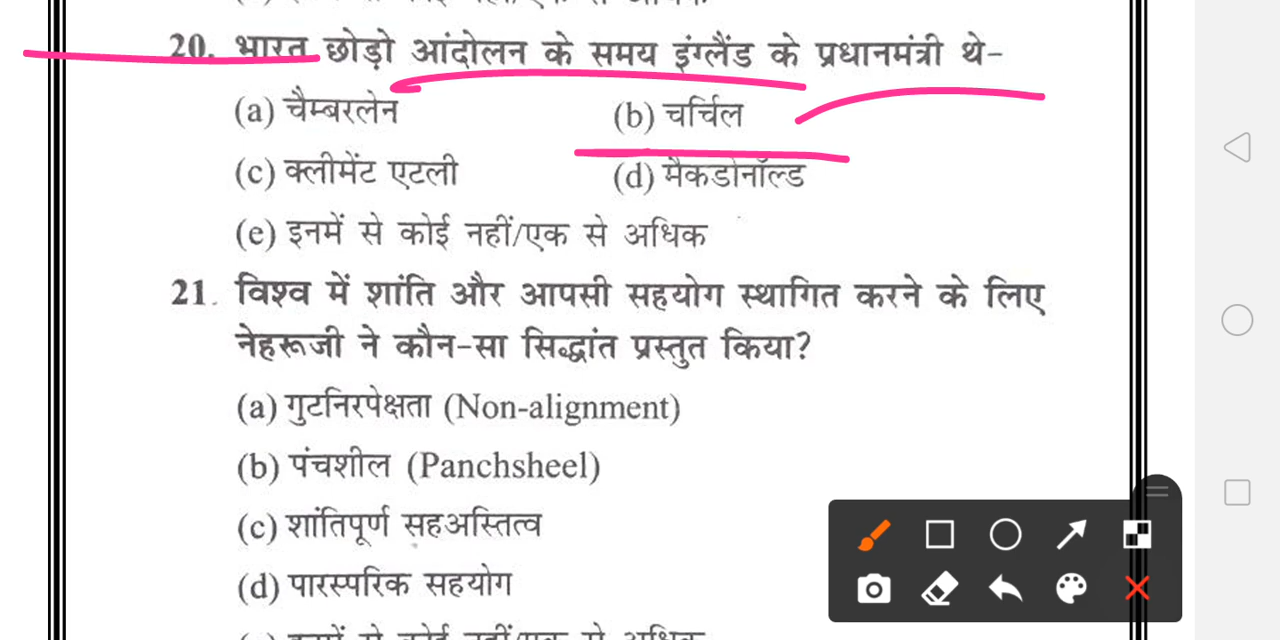 20. भारत छोड़ो आंदोलन के समय इंग्लैंड के प्रधानमंत्री थे-
(a) चैम्बरलेन (b) चर्चिल
(c) क्लीमेंट एटली (d) मैकडोनॉल्ड
(e) इनमें से कोई नहीं/एक से अधिक
21. विश्व में शांति और आपसी सहयोग स्थागित करने के लिए
नेहरूजी ने कौन-सा सिद्धांत प्रस्तुत किया?
(a) गुटनिरपेक्षता (Non-alignment)
(b) पंचशील (Panchsheel)
(c) शांतिपूर्ण सहअस्तित्व
(d) पारस्परिक सहयोग